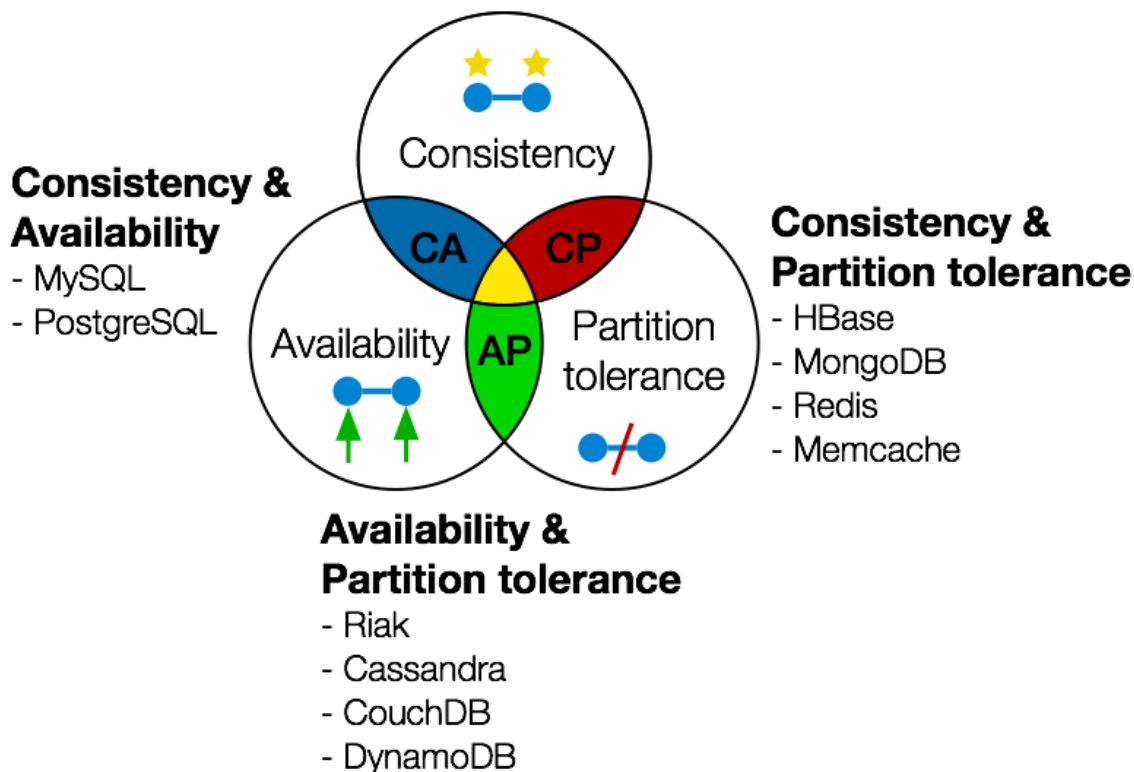 Consistency
Consistency &
Availability
- MySQL
- PostgreSQL
CA
CP
Consistency &
Partition tolerance
- HBase
- MongoDB
- Redis
- Memcache
Availability
AP
Partition
tolerance
Availability &
Partition tolerance
- Riak
- Cassandra
- CouchDB
- DynamoDB